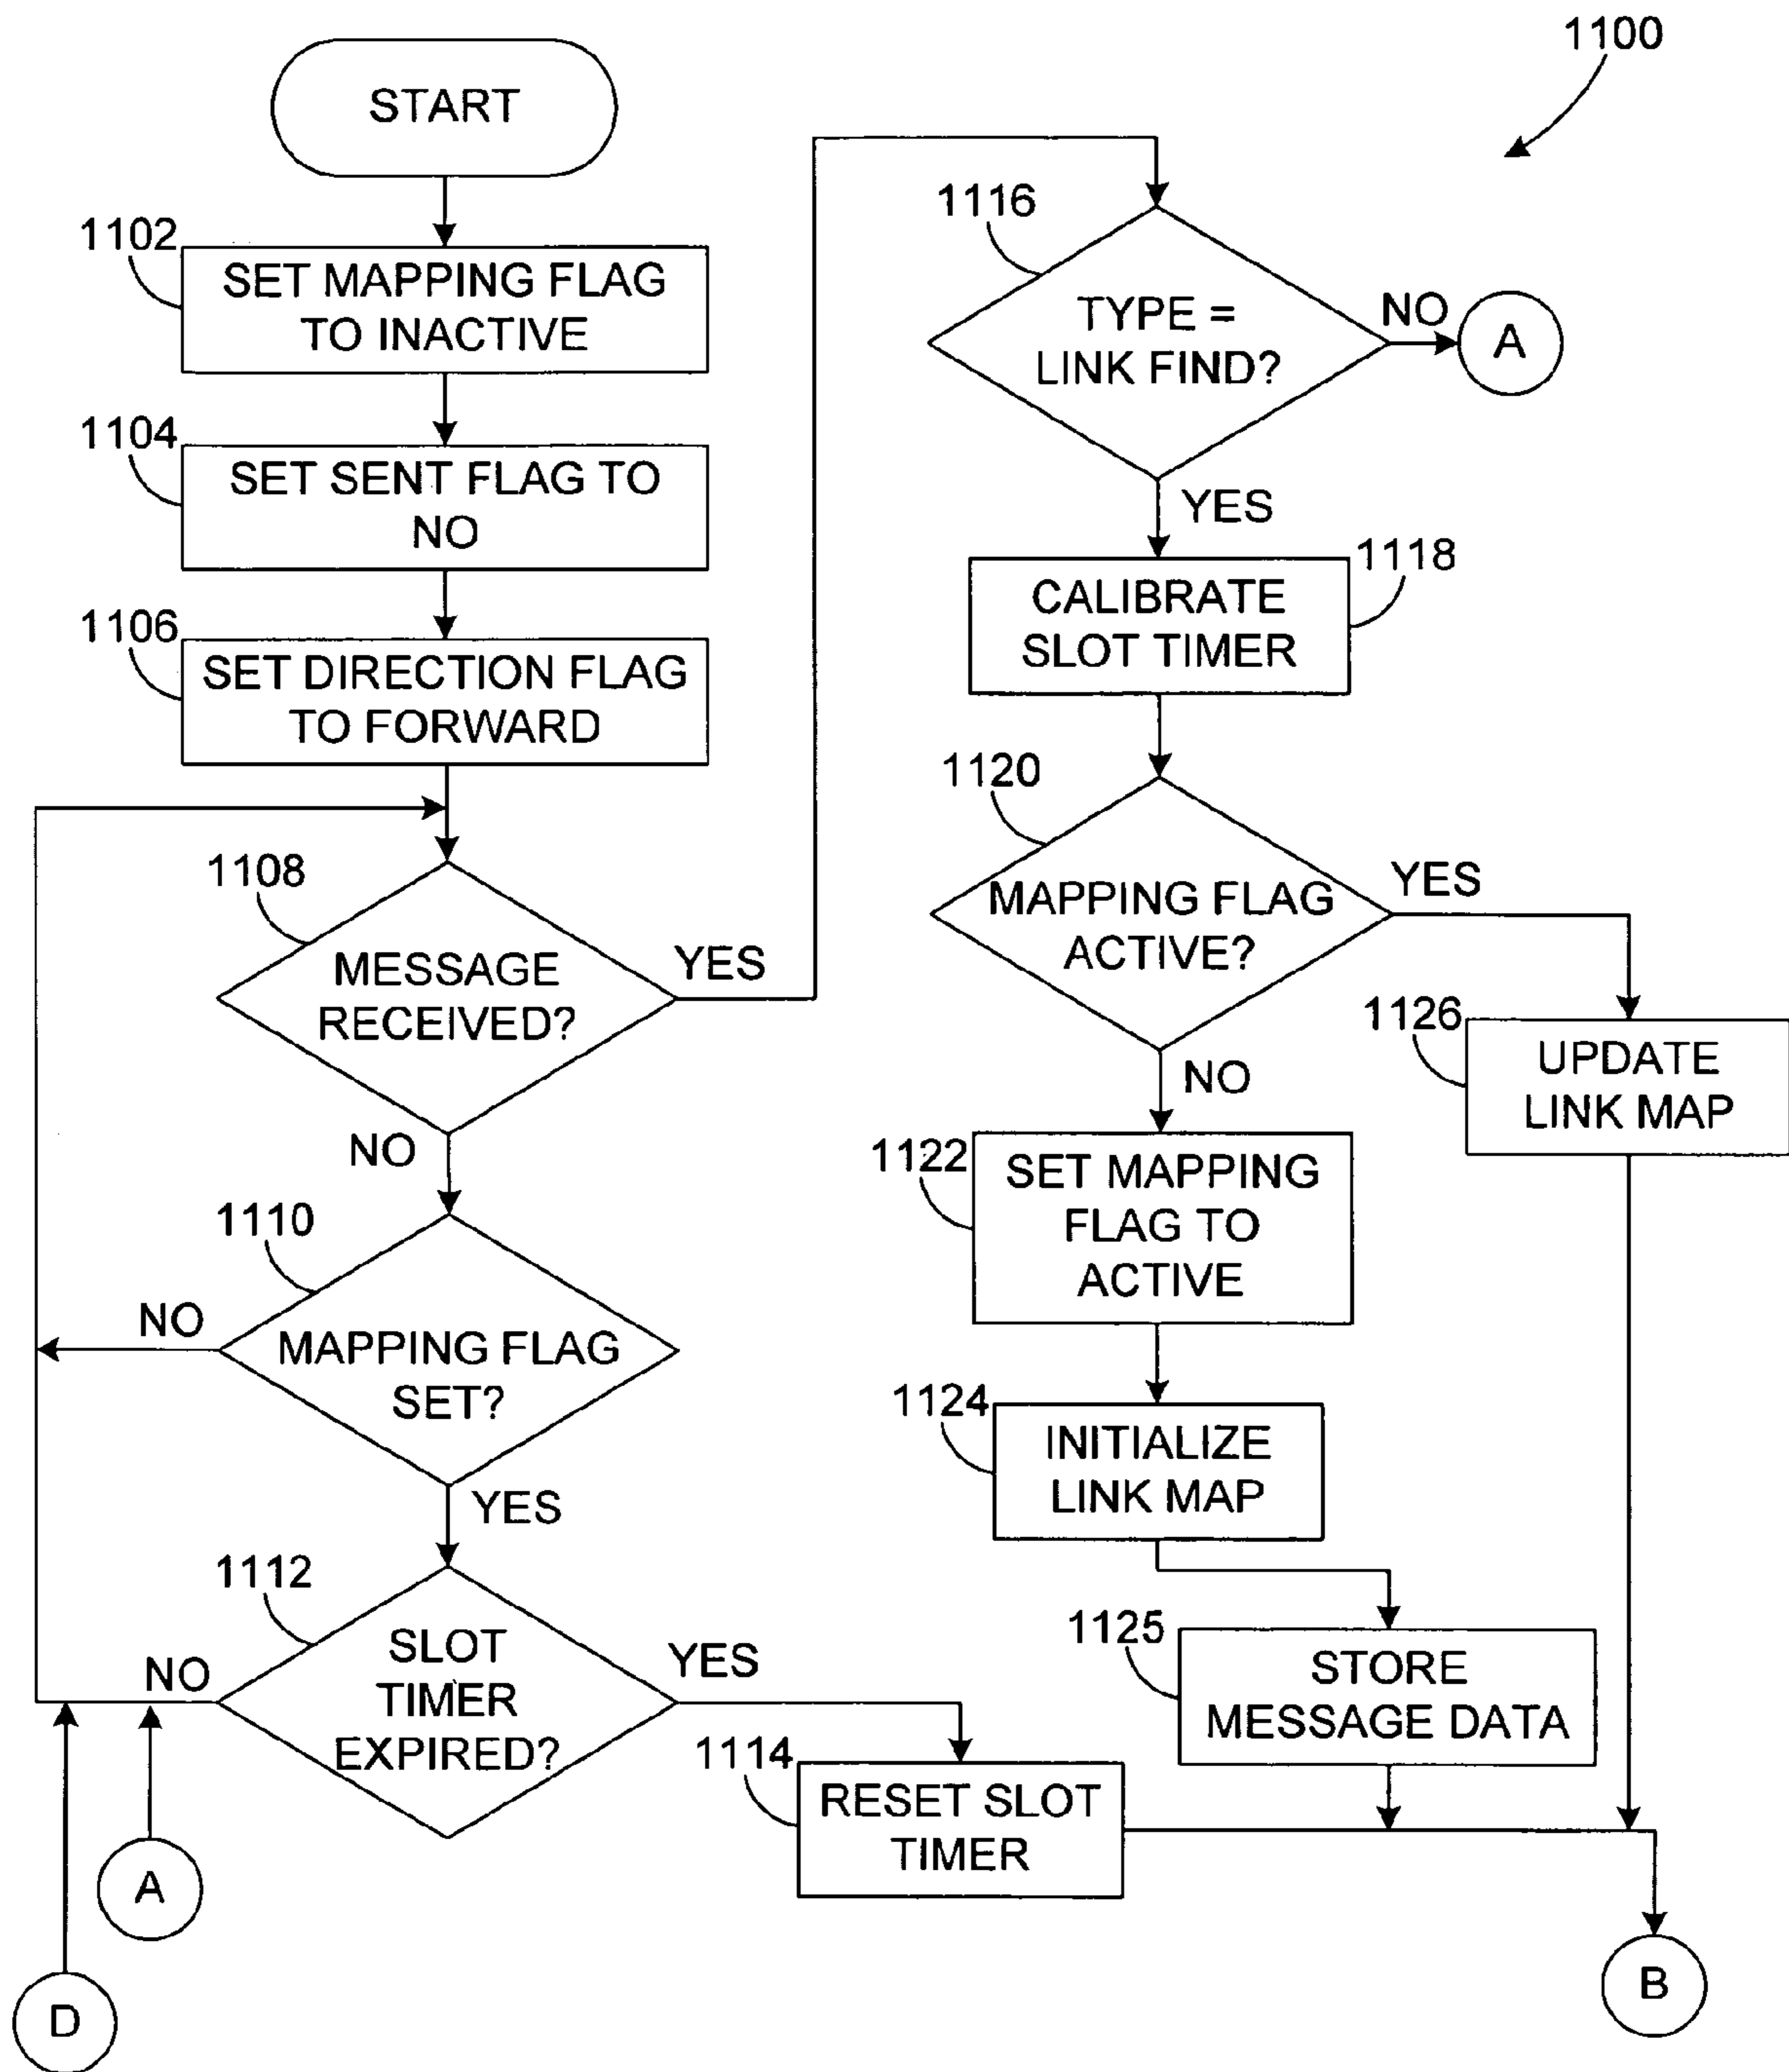 1100
START
1102
SET MAPPING FLAG
TO INACTIVE
1104
SET SENT FLAG TO
NO
1106
SET DIRECTION FLAG
TO FORWARD
1108
MESSAGE
RECEIVED?
YES
NO
1110
MAPPING FLAG
SET?
NO
YES
1112
SLOT
TIMER
EXPIRED?
NO
YES
1114
RESET SLOT
TIMER
A
D
1116
TYPE =
LINK FIND?
NO
A
YES
1118
CALIBRATE
SLOT TIMER
1120
MAPPING FLAG
ACTIVE?
YES
NO
1126
UPDATE
LINK MAP
1122
SET MAPPING
FLAG TO
ACTIVE
1124
INITIALIZE
LINK MAP
1125
STORE
MESSAGE DATA
B